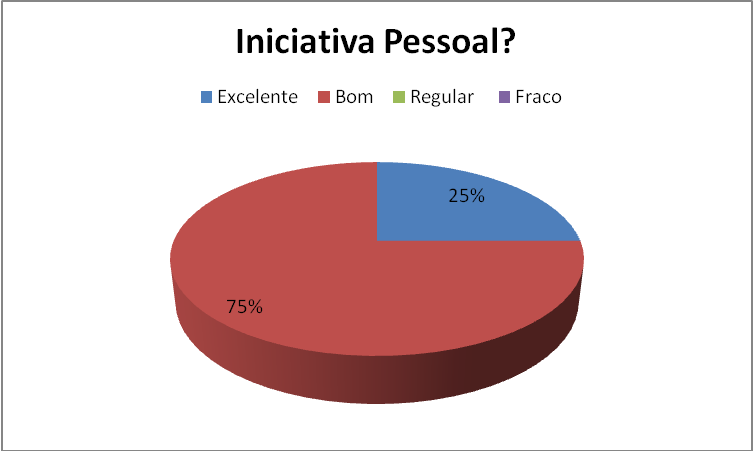 Iniciativa Pessoal?
Excelente Bom Regular Fraco
25%
75%